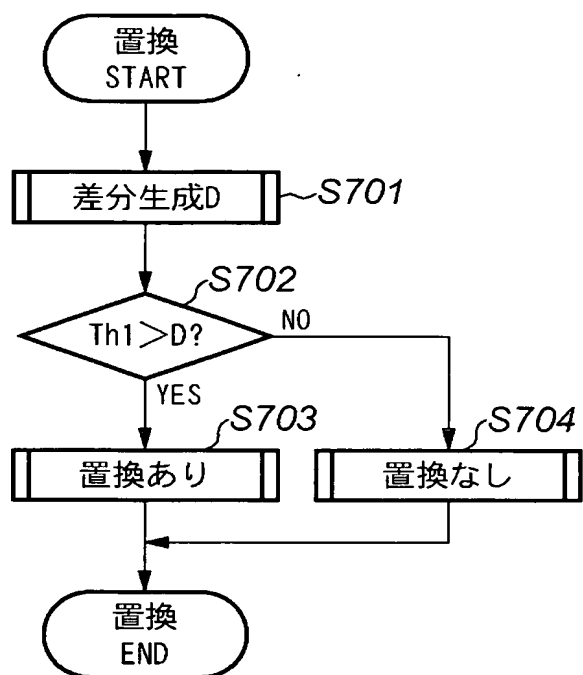 置換
START
差分生成D
S701
S702
Th1＞D?
NO
YES
S703
S704
置換あり
置換なし
置換
END